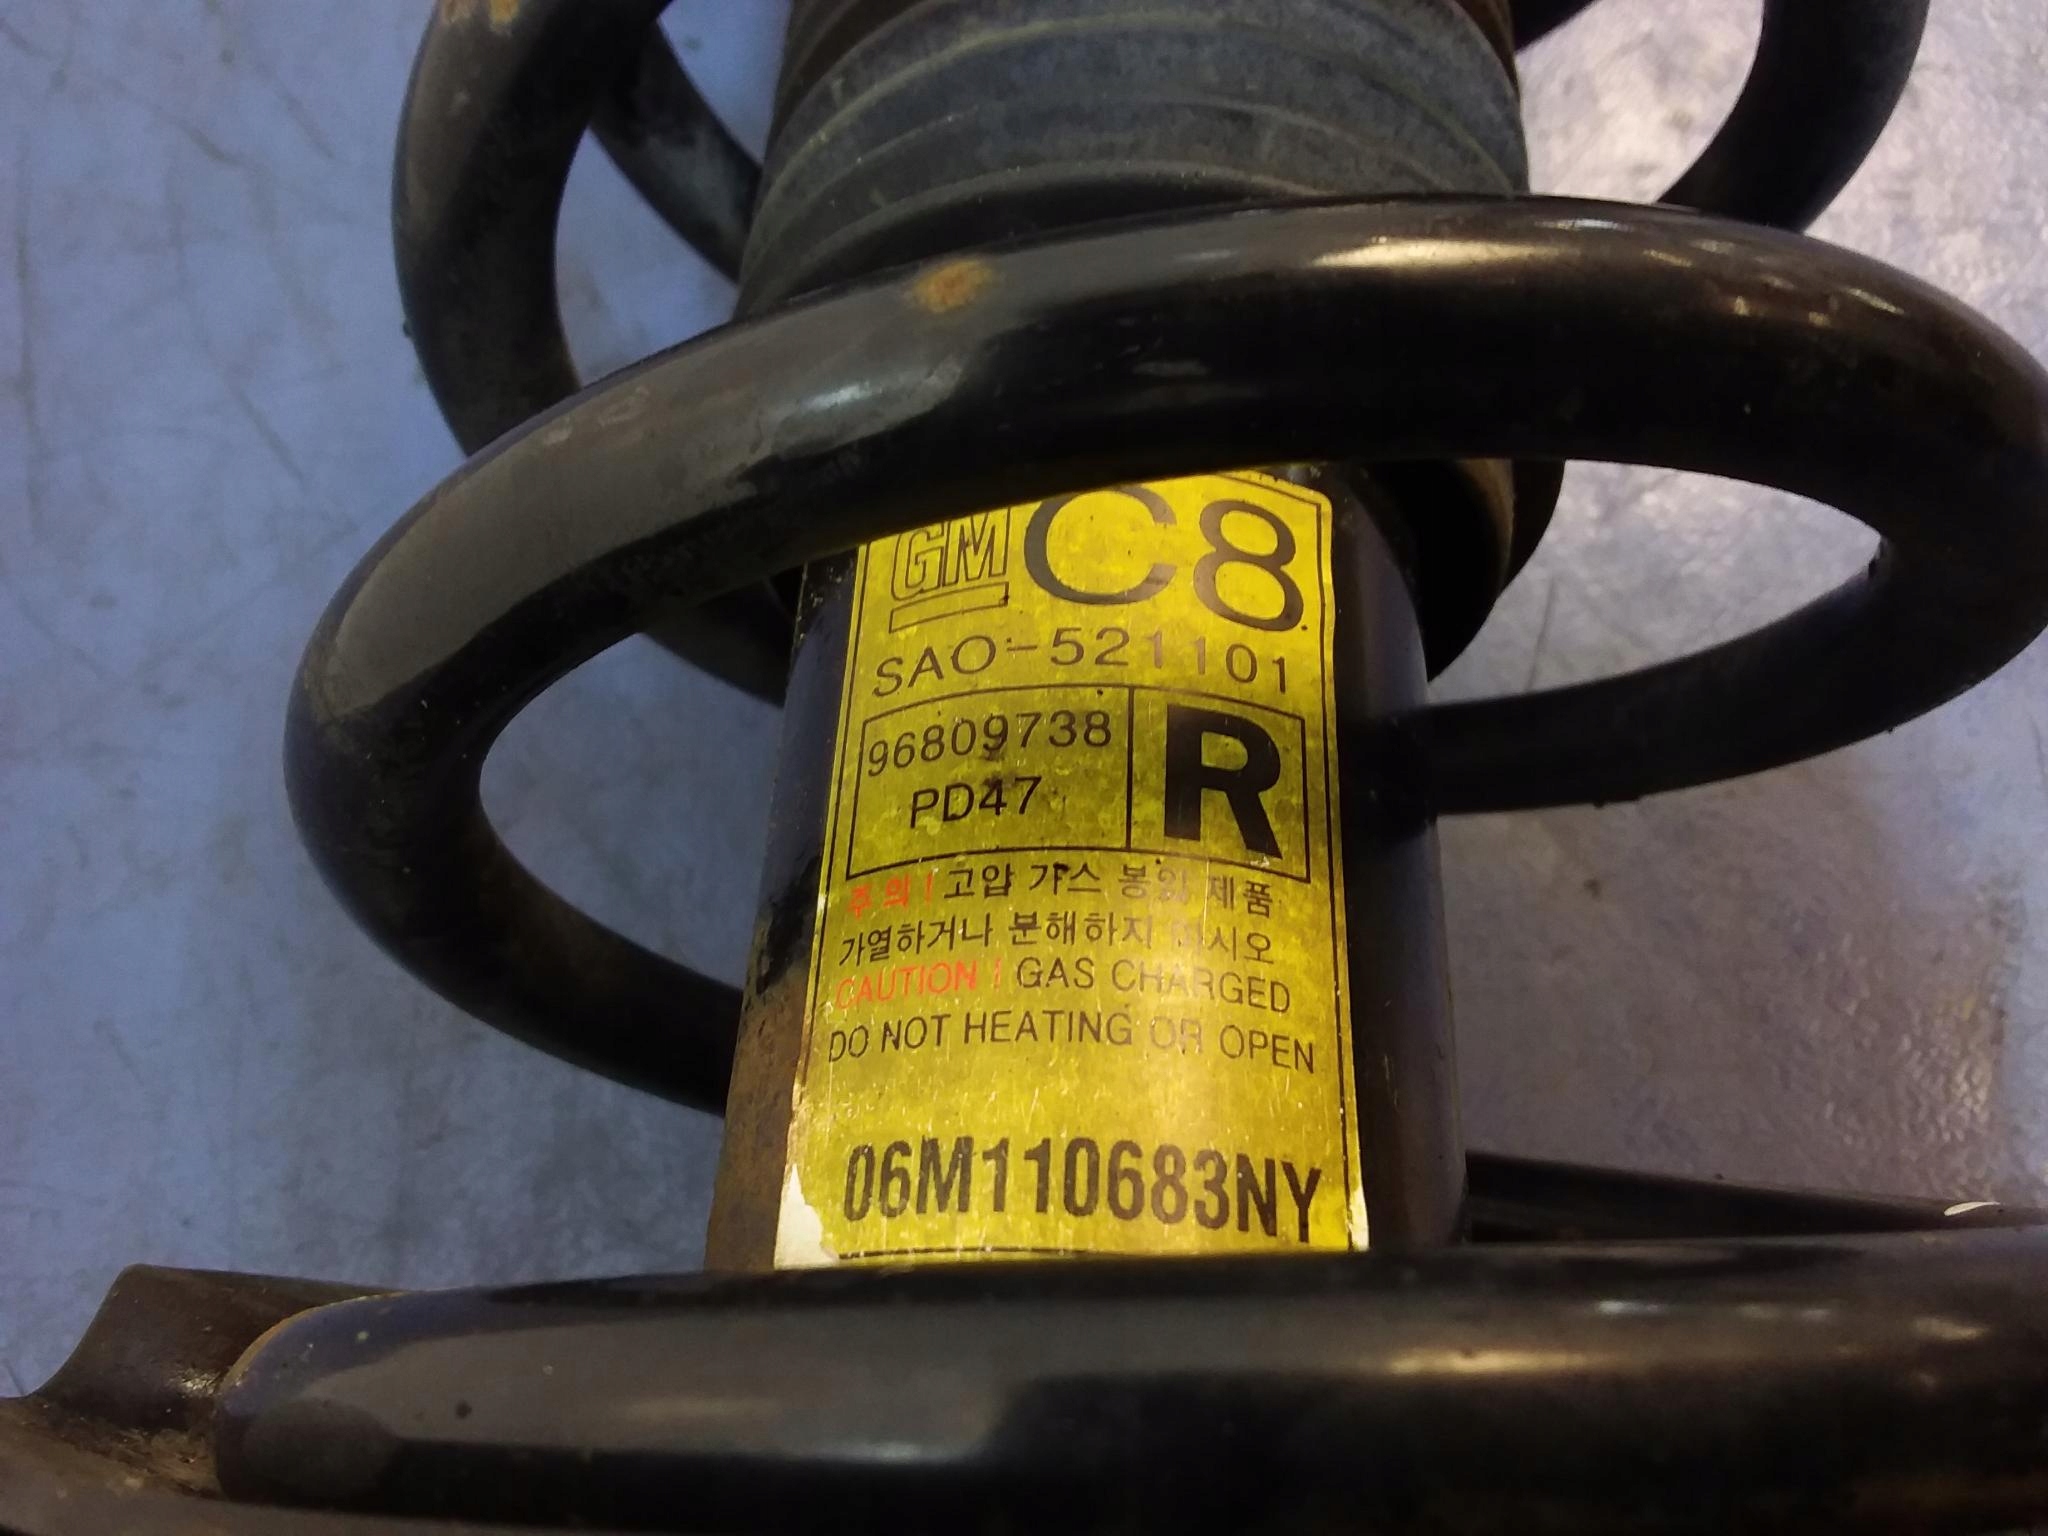 GM C8
SAO-521101
96809738
PD47
R
주의! 고압 가스 봉입 제품
가열하거나 분해하지 마시오
CAUTION! GAS CHARGED
DO NOT HEATING OR OPEN
06M110683NY